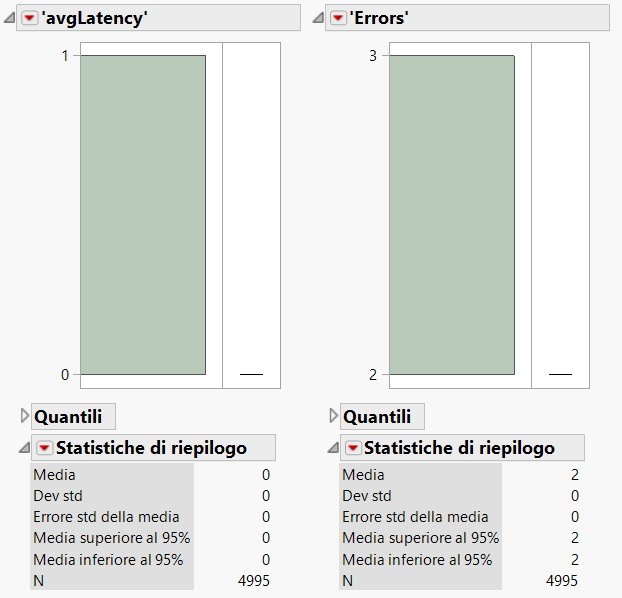 'avgLatency'
1
0
Quantili
Statistiche di riepilogo
Media 0
Dev std 0
Errore std della media 0
Media superiore al 95% 0
Media inferiore al 95% 0
N 4995
'Errors'
3
2
Quantili
Statistiche di riepilogo
Media 2
Dev std 0
Errore std della media 0
Media superiore al 95% 2
Media inferiore al 95% 2
N 4995